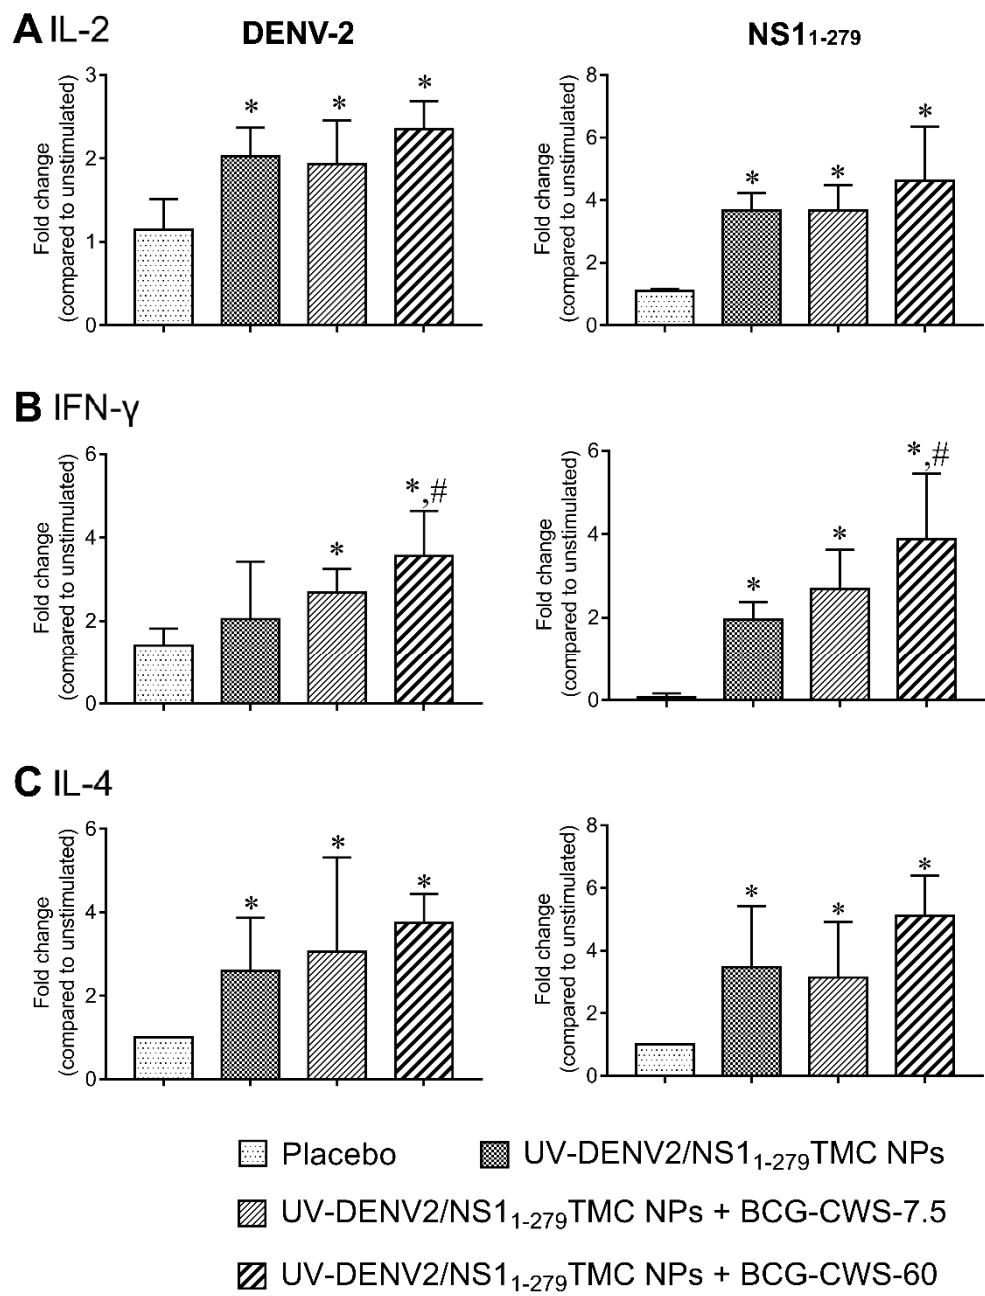 A IL-2
DENV-2
NS1₁₋₂₇₉
Fold change
(compared to unstimulated)
3
2
1
0
*
*
*
Fold change
(compared to unstimulated)
8
6
4
2
0
*
*
*
B IFN-γ
Fold change
(compared to unstimulated)
6
4
2
0
*
*,#
Fold change
(compared to unstimulated)
6
4
2
0
*
*
*,#
C IL-4
Fold change
(compared to unstimulated)
6
4
2
0
*
*
*
Fold change
(compared to unstimulated)
8
6
4
2
0
*
*
*
Placebo
UV-DENV2/NS1₁₋₂₇₉TMC NPs
UV-DENV2/NS1₁₋₂₇₉TMC NPs + BCG-CWS-7.5
UV-DENV2/NS1₁₋₂₇₉TMC NPs + BCG-CWS-60